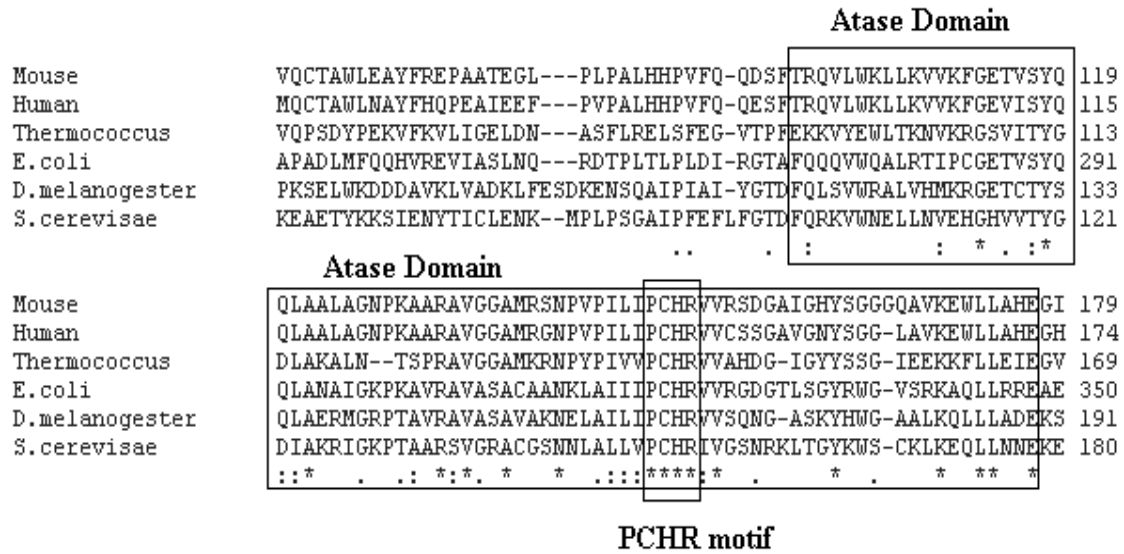 Atase Domain
Mouse VQCTAWLEAYFREPAATEGL---PLPALHHPVFQ-QDSFTRQVLWKLLKVVKFGETVSYQ 119
Human MQCTAWLNAYFHQPEAIEEF---PVPALHHPVFQ-QESFTRQVLWKLLKVVKFGEVISYQ 115
Thermococcus VQPSDYPEKVFKVLIGELDN---ASFLRELSFEG-VTPFEKKVYEWLTKNVKRGSVITYG 113
E.coli APADLMFQQHVREVIASLNQ---RDTPLTLPLDI-RGTAFQQQVWQALRTIPCGETVSYQ 291
D.melanogester PKSELWKDDDAVKLVADKLFESDKENSQAIPIAI-YGTDFQLSVWRALVHMKRGETCTYS 133
S.cerevisae KEAETYKKSIENYTICLENK--MPLPSGAIPFEFLFGTDFQRKVWNELLNVEHGHVVTYG 121
.. . : : * . :*
Atase Domain
Mouse QLAALAGNPKAARAVGGAMRSNPVPILIPCHRVVRSDGAIGHYSGGGQAVKEWLLAHEGI 179
Human QLAALAGNPKAARAVGGAMRGNPVPILIPCHRVVCSSGAVGNYSGG-LAVKEWLLAHEGH 174
Thermococcus DLAKALN--TSPRAVGGAMKRNPYPIVVPCHRVVAHDG-IGYYSSG-IEEKKFLLEIEGV 169
E.coli QLANAIGKPKAVRAVASACAANKLAIIIPCHRVVRGDGTLSGYRWG-VSRKAQLLRREAE 350
D.melanogester QLAERMGRPTAVRAVASAVAKNELAILIPCHRVVSQNG-ASKYHWG-AALKQLLLADEKS 191
S.cerevisae DIAKRIGKPTAARSVGRACGSNNLALLVPCHRIVGSNRKLTGYKWS-CKLKEQLLNNEKE 180
::* . .: *:*. * * .:::****:* . * . * ** *
PCHR motif